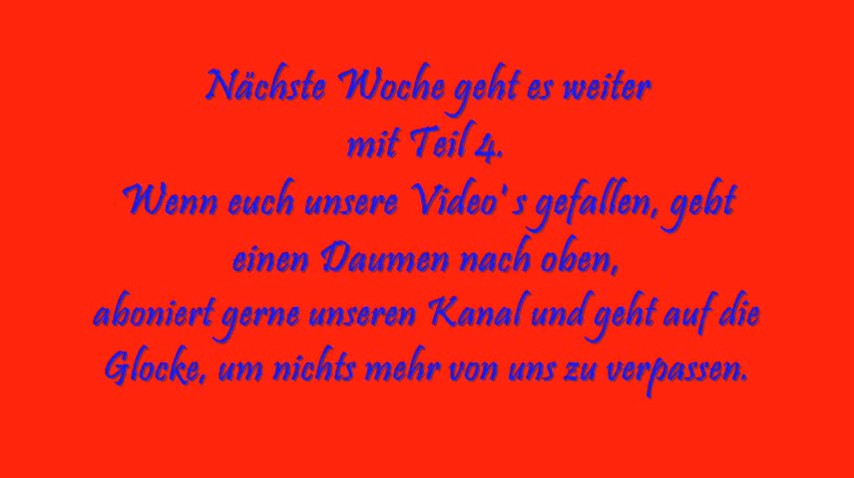 Nächste Woche geht es weiter
mit Teil 4.
Wenn euch unsere Video's gefallen, gebt
einen Daumen nach oben,
aboniert gerne unseren Kanal und geht auf die
Glocke, um nichts mehr von uns zu verpassen.